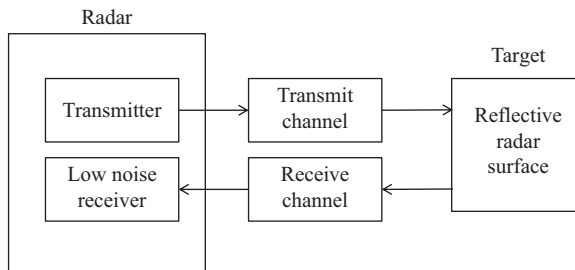 Radar
Target
Transmitter
Transmit
channel
Reflective
radar
surface
Low noise
receiver
Receive
channel